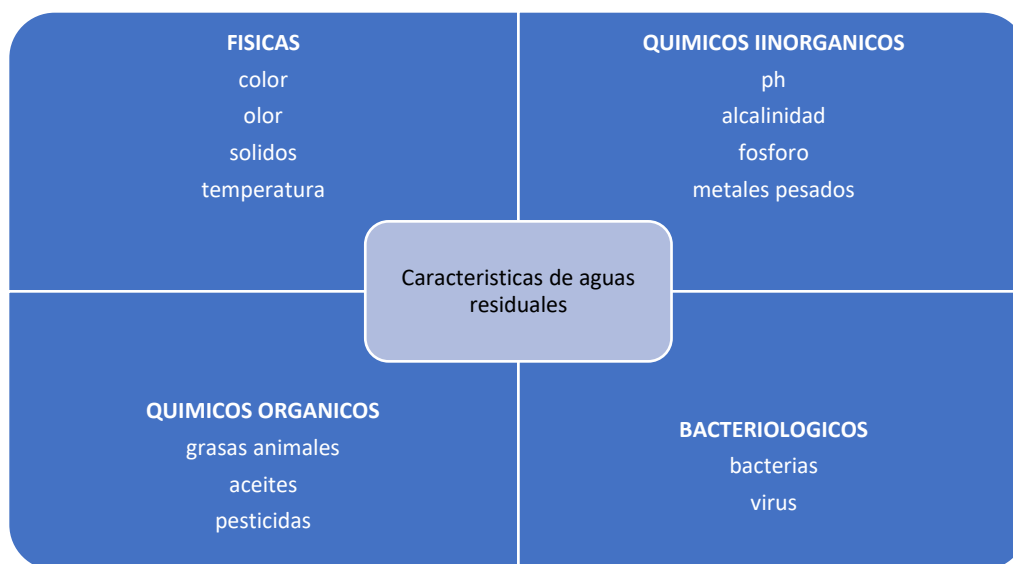 FISICAS
color
olor
solidos
temperatura
QUIMICOS IINORGANICOS
ph
alcalinidad
fosforo
metales pesados
Caracteristicas de aguas
residuales
QUIMICOS ORGANICOS
grasas animales
aceites
pesticidas
BACTERIOLOGICOS
bacterias
virus